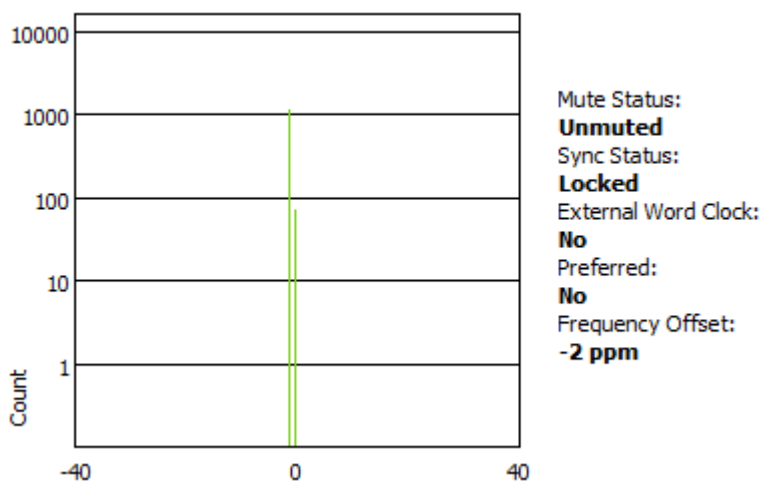 10000
1000
100
10
1
Count
-40
0
40
Mute Status:
Unmuted
Sync Status:
Locked
External Word Clock:
No
Preferred:
No
Frequency Offset:
-2 ppm